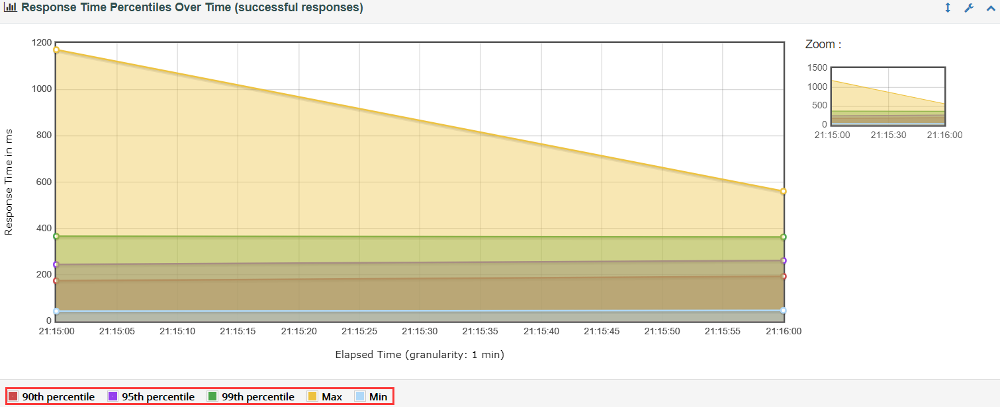 Response Time Percentiles Over Time (successful responses)
Zoom :
1200
1000
800
600
400
200
0
Response Time in ms
21:15:00 21:15:05 21:15:10 21:15:15 21:15:20 21:15:25 21:15:30 21:15:35 21:15:40 21:15:45 21:15:50 21:15:55 21:16:00
Elapsed Time (granularity: 1 min)
1500
1000
500
0
21:15:00 21:15:30 21:16:00
90th percentile 95th percentile 99th percentile Max Min